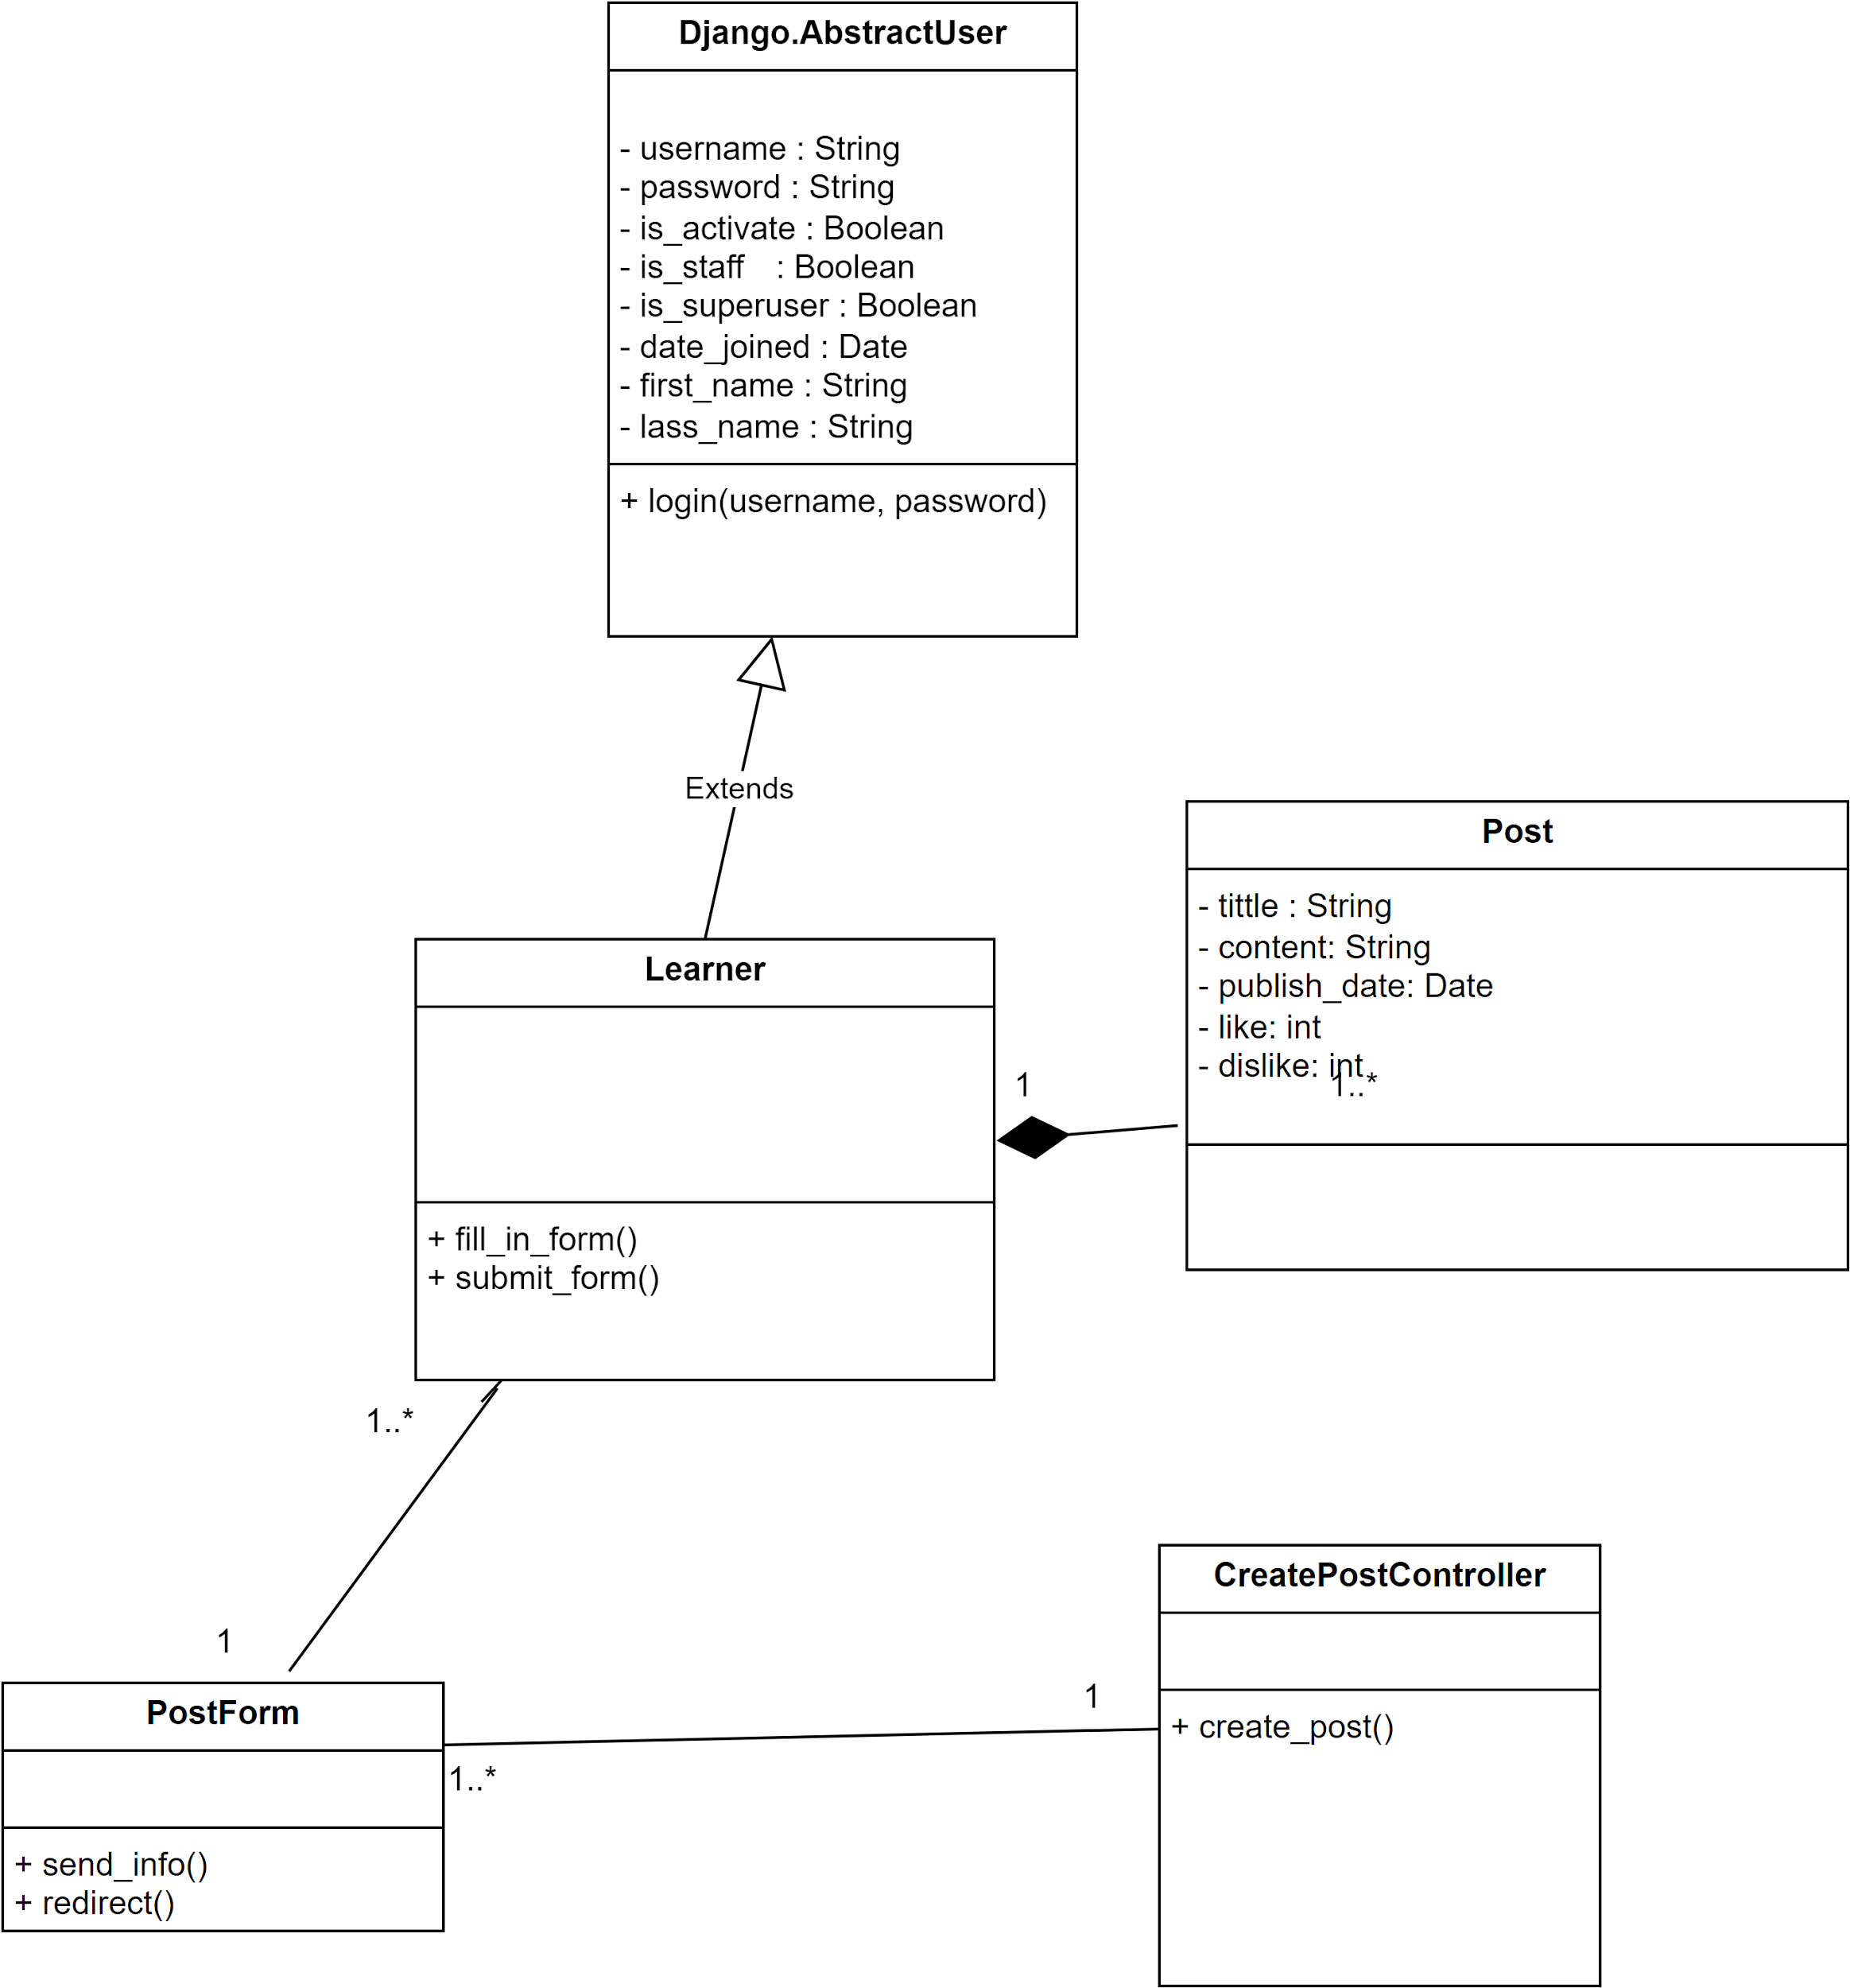 Django.AbstractUser
- username : String
- password : String
- is_activate : Boolean
- is_staff : Boolean
- is_superuser : Boolean
- date_joined : Date
- first_name : String
- lass_name : String
+ login(username, password)
Extends
Post
- tittle : String
- content: String
- publish_date: Date
- like: int
- dislike: int
1..*
Learner
1
+ fill_in_form()
+ submit_form()
1..*
1
CreatePostController
+ create_post()
1
PostForm
1..*
+ send_info()
+ redirect()